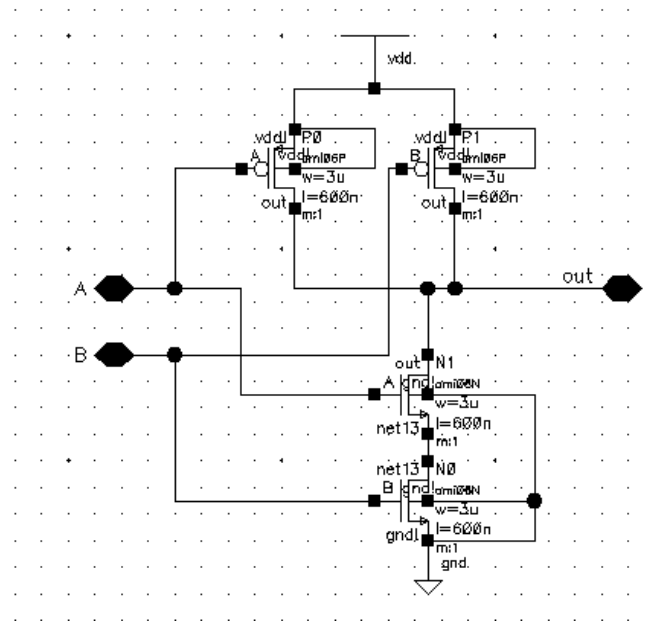 vdd!
vdd! P0
A vdd! ami06P
w=3u
out l=600n
m:1
vdd! P1
B vdd! ami06P
w=3u
out l=600n
m:1
A
out
B
out N1
A gnd! ami06N
w=3u
net13 l=600n
m:1
net13 N0
B gnd! ami06N
w=3u
gnd! l=600n
m:1
gnd!